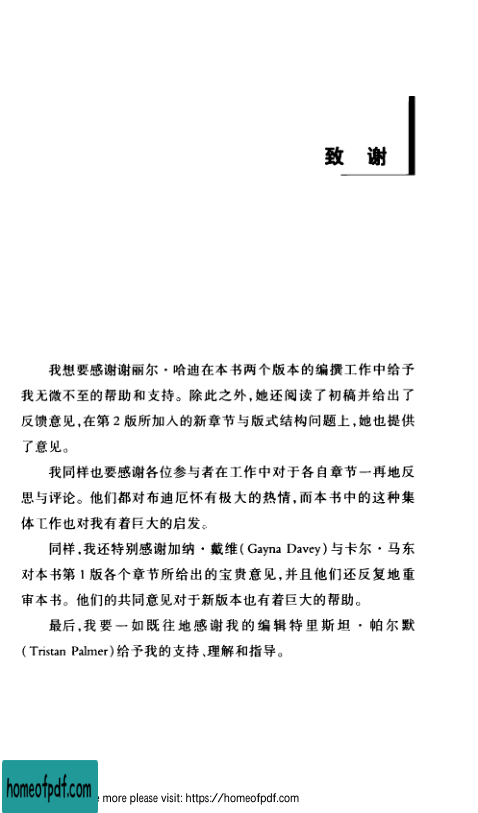 致 谢
我想要感谢谢丽尔·哈迪在本书两个版本的编撰工作中给予
我无微不至的帮助和支持。除此之外,她还阅读了初稿并给出了
反馈意见,在第2版所加入的新章节与版式结构问题上,她也提供
了意见。
我同样也要感谢各位参与者在工作中对于各自章节一再地反
思与评论。他们都对布迪厄怀有极大的热情,而本书中的这种集
体工作也对我有着巨大的启发。
同样,我还特别感谢加纳·戴维(Gayna Davey)与卡尔·马东
对本书第1版各个章节所给出的宝贵意见,并且他们还反复地重
审本书。他们的共同意见对于新版本也有着巨大的帮助。
最后,我要一如既往地感谢我的编辑特里斯坦·帕尔默
(Tristan Palmer)给予我的支持、理解和指导。
homeofpdf.com
more please visit: https://homeofpdf.com